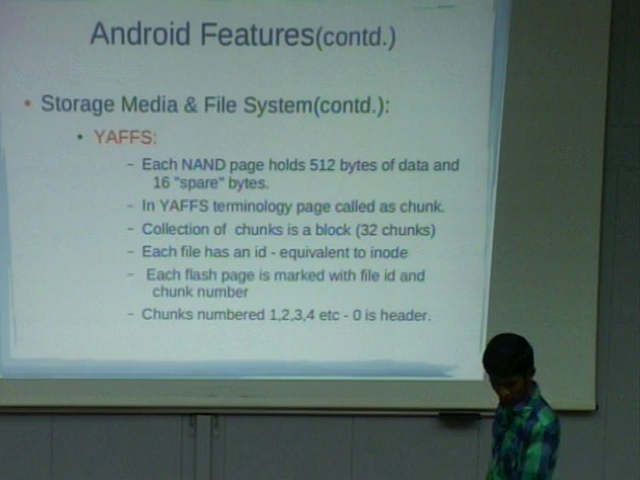 Android Features(contd.)
• Storage Media & File System(contd.):
• YAFFS:
– Each NAND page holds 512 bytes of data and
16 "spare" bytes.
– In YAFFS terminology page called as chunk.
– Collection of chunks is a block (32 chunks)
– Each file has an id - equivalent to inode
– Each flash page is marked with file id and
chunk number
– Chunks numbered 1,2,3,4 etc - 0 is header.